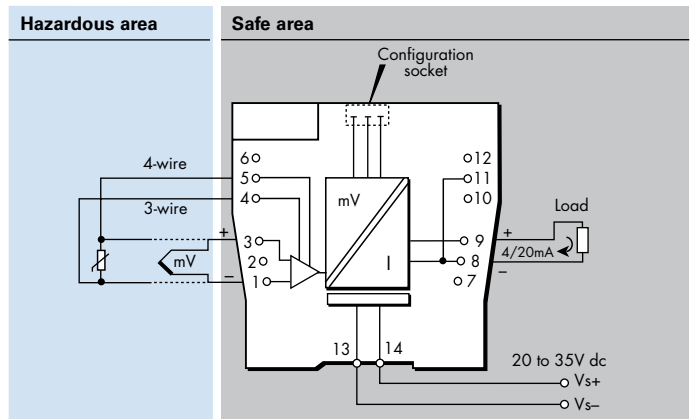 Hazardous area
Safe area
Configuration
socket
4-wire
3-wire
6
5
4
3
2
1
+
–
mV
mV
I
12
11
10
9
8
7
Load
+
4/20mA
–
13
14
20 to 35V dc
Vs+
Vs–